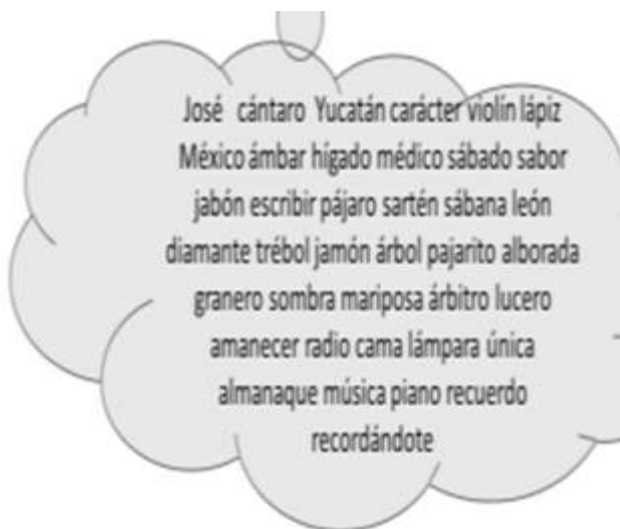 José cántaro Yucatán carácter violín lápiz
México ámbar hígado médico sábado sabor
jabón escribir pájaro sartén sábana león
diamante trébol jamón árbol pajarito alborada
granero sombra mariposa árbitro lucero
amanecer radio cama lámpara única
almanaque música piano recuerdo
recordándote